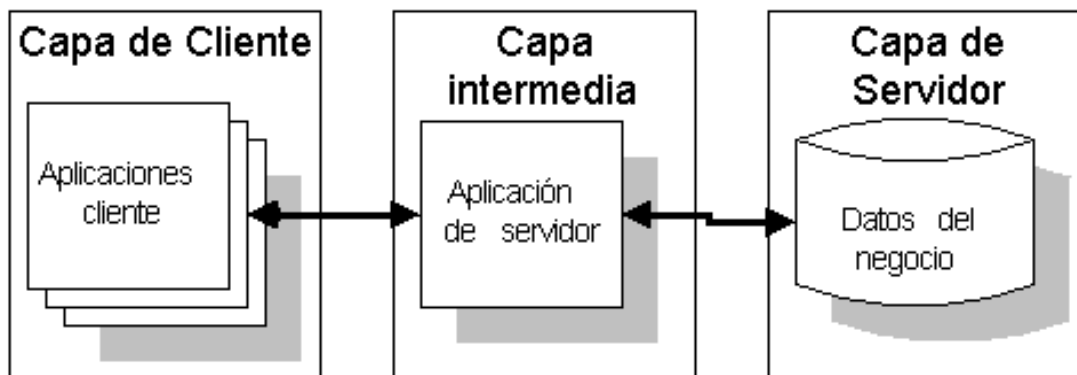 Capa de Cliente
Aplicaciones
cliente
Capa
intermedia
Aplicación
de servidor
Capa de
Servidor
Datos del
negocio